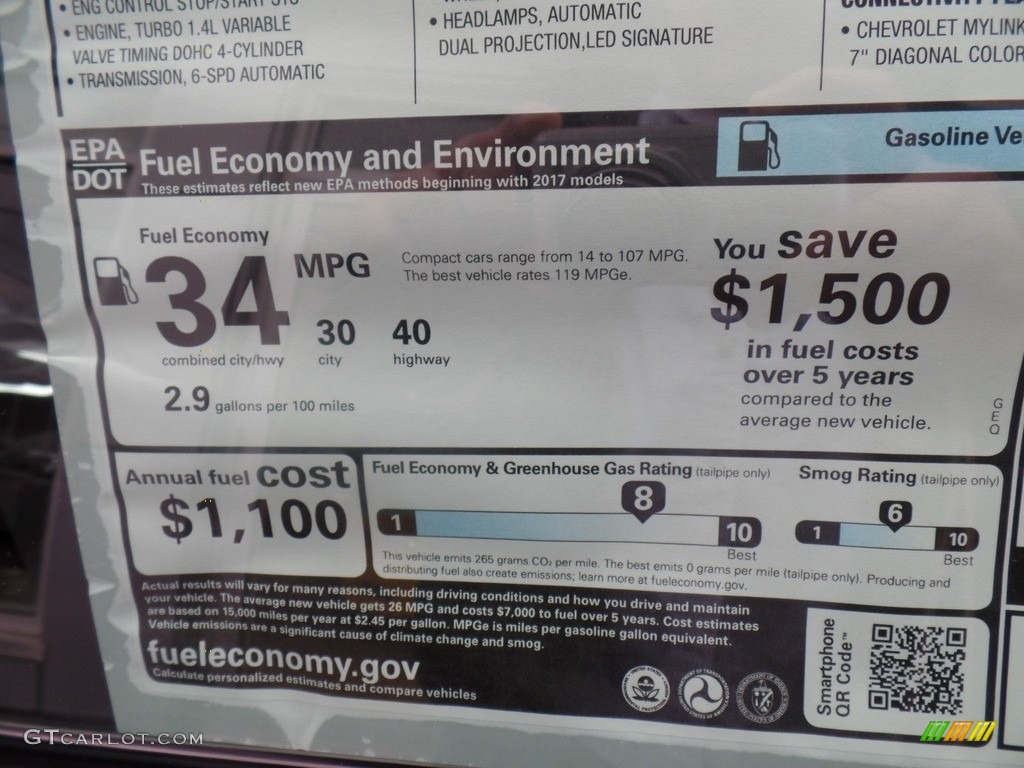 • ENG CONTROL STOP/START SYS
• ENGINE, TURBO 1.4L VARIABLE
VALVE TIMING DOHC 4-CYLINDER
• TRANSMISSION, 6-SPD AUTOMATIC
• HEADLAMPS, AUTOMATIC
DUAL PROJECTION,LED SIGNATURE
CONNECTIVITY
• CHEVROLET MYLINK
7" DIAGONAL COLOR
EPA
DOT
Fuel Economy and Environment
These estimates reflect new EPA methods beginning with 2017 models
Gasoline Ve
Fuel Economy
34 MPG
combined city/hwy
30
city
40
highway
2.9 gallons per 100 miles
Compact cars range from 14 to 107 MPG.
The best vehicle rates 119 MPGe.
You save
$1,500
in fuel costs
over 5 years
compared to the
average new vehicle.
GEQ
Annual fuel cost
$1,100
Fuel Economy & Greenhouse Gas Rating (tailpipe only)
1
8
10
Best
Smog Rating (tailpipe only)
1
6
10
Best
This vehicle emits 265 grams CO₂ per mile. The best emits 0 grams per mile (tailpipe only). Producing and
distributing fuel also create emissions; learn more at fueleconomy.gov.
Actual results will vary for many reasons, including driving conditions and how you drive and maintain
your vehicle. The average new vehicle gets 26 MPG and costs $7,000 to fuel over 5 years. Cost estimates
are based on 15,000 miles per year at $2.45 per gallon. MPGe is miles per gasoline gallon equivalent.
Vehicle emissions are a significant cause of climate change and smog.
fueleconomy.gov
Calculate personalized estimates and compare vehicles
Smartphone
QR Code™
GTCARLOT.COM